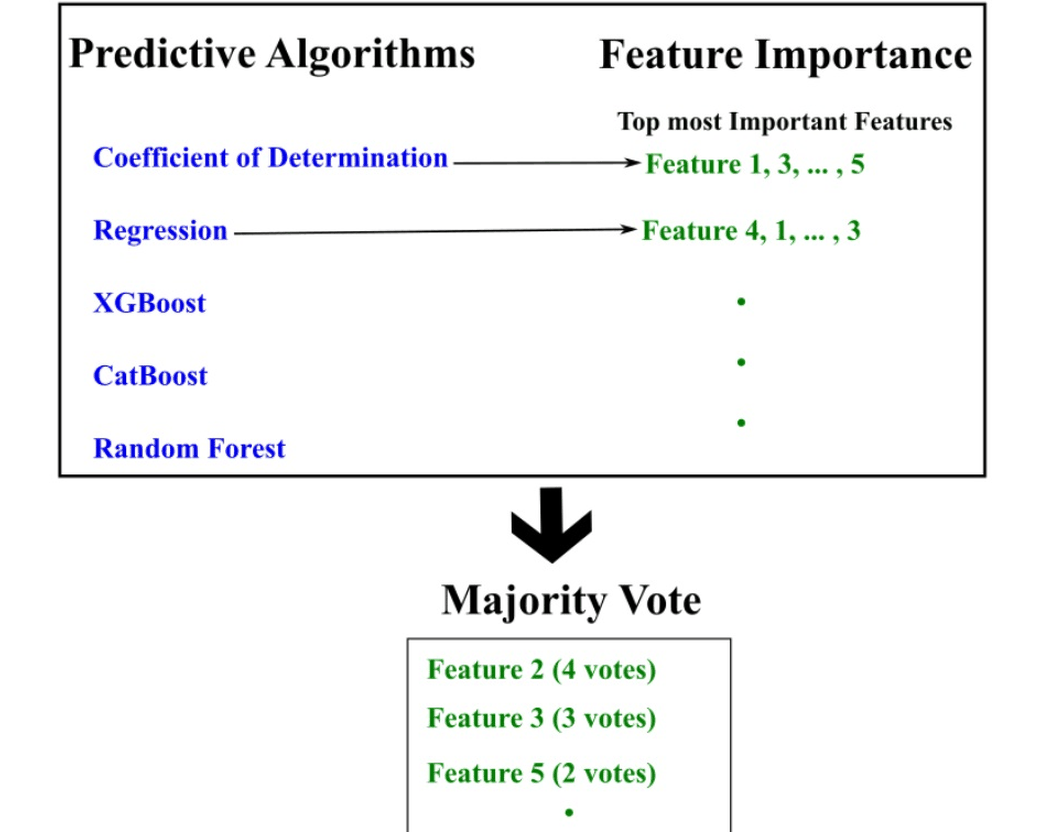 Predictive Algorithms
Feature Importance
Top most Important Features
Coefficient of Determination
Feature 1, 3, ... , 5
Regression
Feature 4, 1, ... , 3
XGBoost
CatBoost
Random Forest
Majority Vote
Feature 2 (4 votes)
Feature 3 (3 votes)
Feature 5 (2 votes)